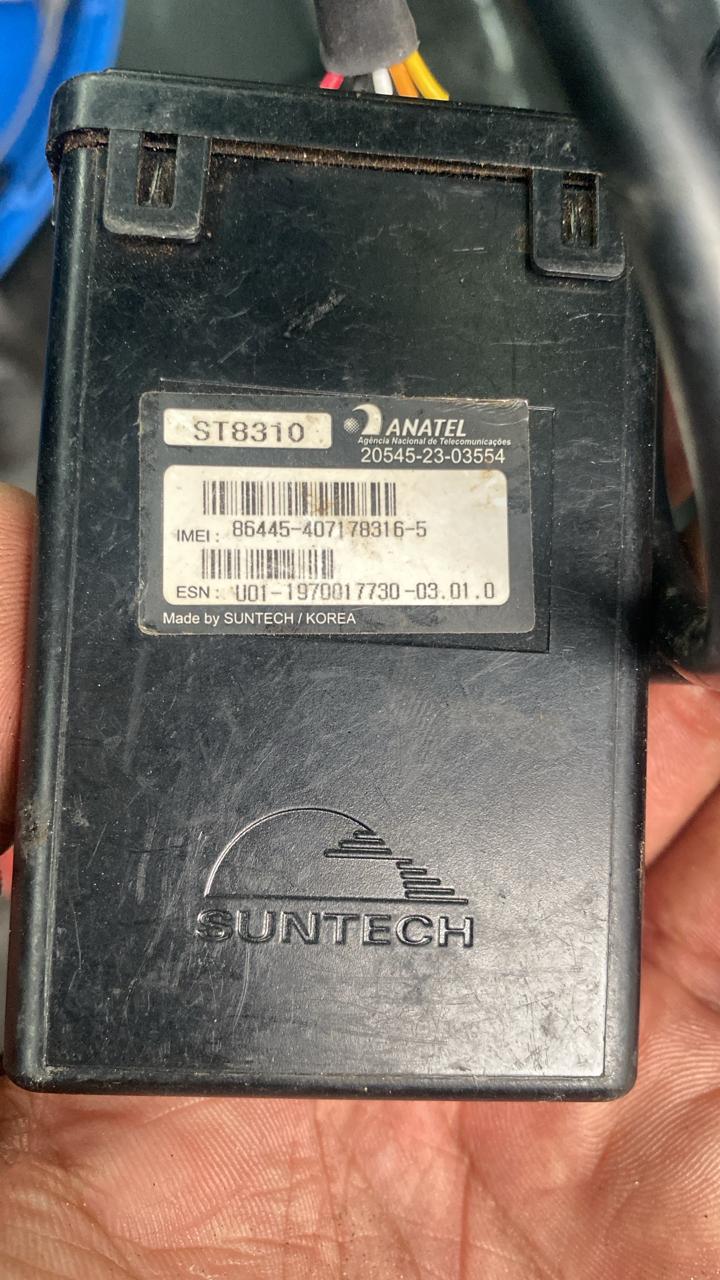 ST8310
ANATEL
Agência Nacional de Telecomunicações
20545-23-03554
IMEI: 86445-407178316-5
ESN: U01-1970017730-03.01.0
Made by SUNTECH / KOREA
SUNTECH